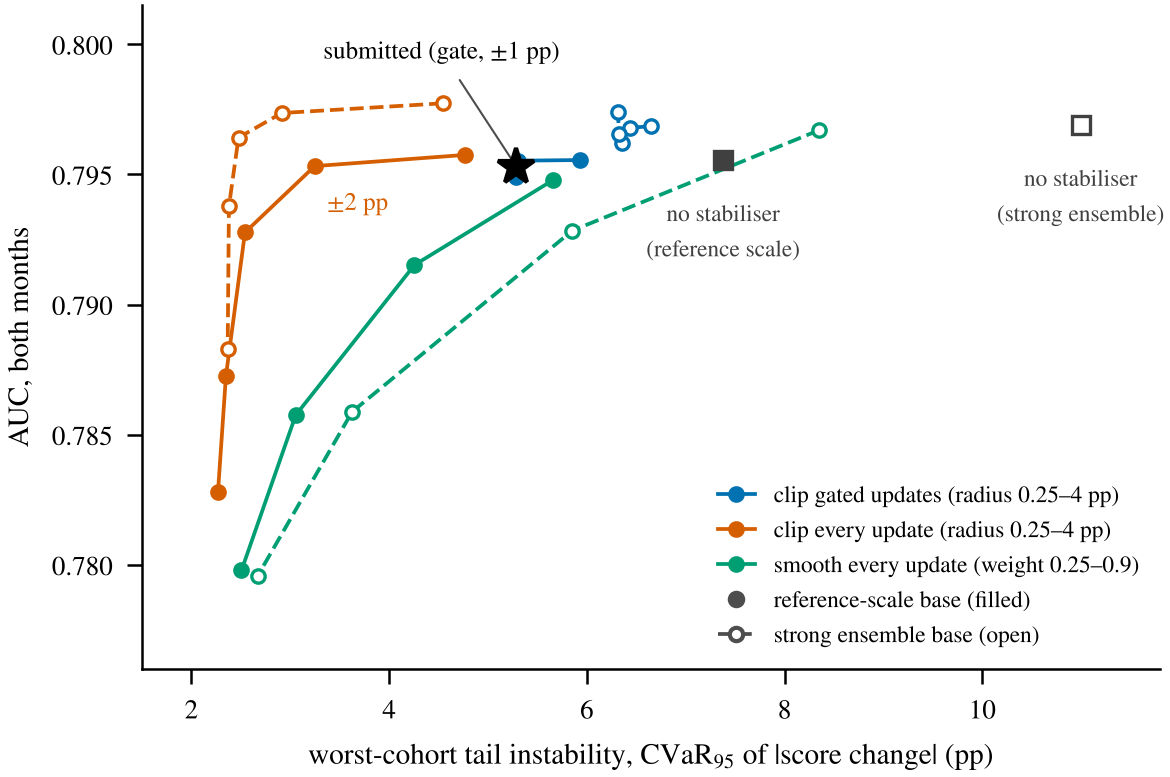 0.800
0.795
0.790
0.785
0.780
AUC, both months
submitted (gate, ±1 pp)
±2 pp
no stabiliser
(reference scale)
no stabiliser
(strong ensemble)
clip gated updates (radius 0.25–4 pp)
clip every update (radius 0.25–4 pp)
smooth every update (weight 0.25–0.9)
reference-scale base (filled)
strong ensemble base (open)
2 4 6 8 10
worst-cohort tail instability, CVaR₉₅ of |score change| (pp)